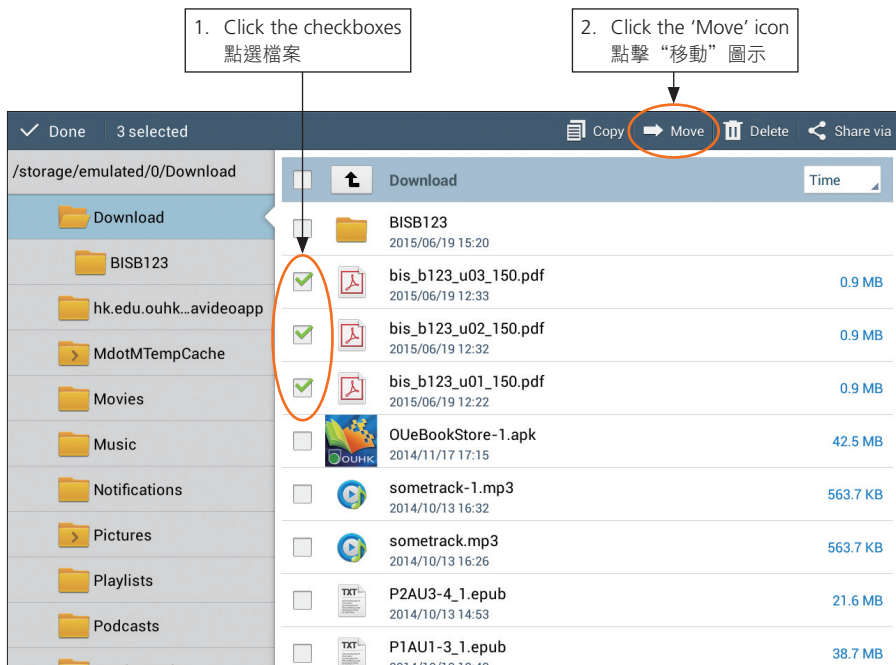 1. Click the checkboxes
點選檔案
2. Click the ‘Move’ icon
點擊“移動”圖示
Done 3 selected Copy Move Delete Share via
/storage/emulated/0/Download
Download
BISB123
hk.edu.ouhk...avideoapp
MdotMTempCache
Movies
Music
Notifications
Pictures
Playlists
Podcasts
Download Time
BISB123
2015/06/19 15:20
bis_b123_u03_150.pdf
2015/06/19 12:33
0.9 MB
bis_b123_u02_150.pdf
2015/06/19 12:32
0.9 MB
bis_b123_u01_150.pdf
2015/06/19 12:22
0.9 MB
OUHK
OUeBookStore-1.apk
2014/11/17 17:15
42.5 MB
sometrack-1.mp3
2014/10/13 16:32
563.7 KB
sometrack.mp3
2014/10/13 16:26
563.7 KB
TXT
P2AU3-4_1.epub
2014/10/13 14:53
21.6 MB
TXT
P1AU1-3_1.epub
38.7 MB